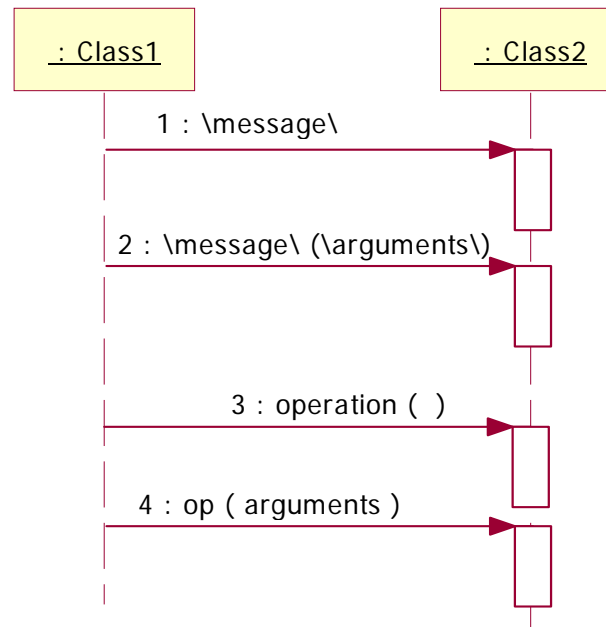 : Class1
: Class2
1 : \message\
2 : \message\ (\arguments\)
3 : operation ( )
4 : op ( arguments )